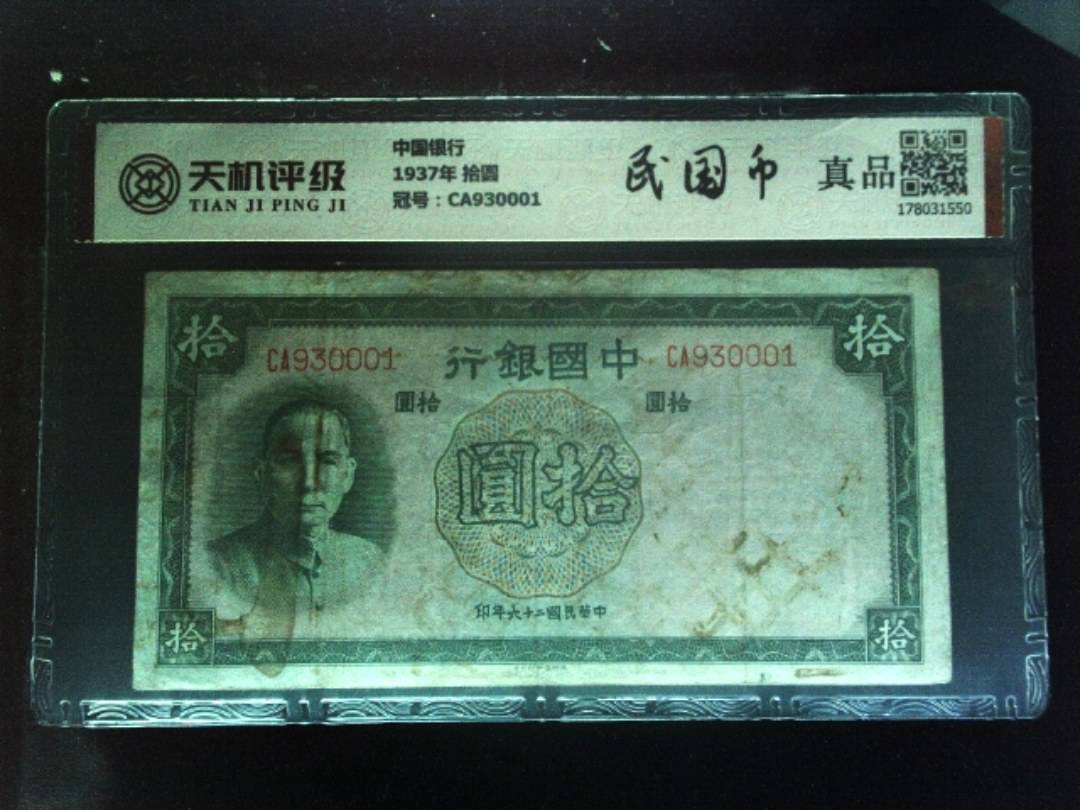 天机评级
TIAN JI PING JI
中国银行
1937年 拾圆
冠号：CA930001
民国币
真品
178031550
拾
拾
CA930001
中國銀行
CA930001
拾圓
拾圓
拾圓
中華民國二十六年印
拾
拾